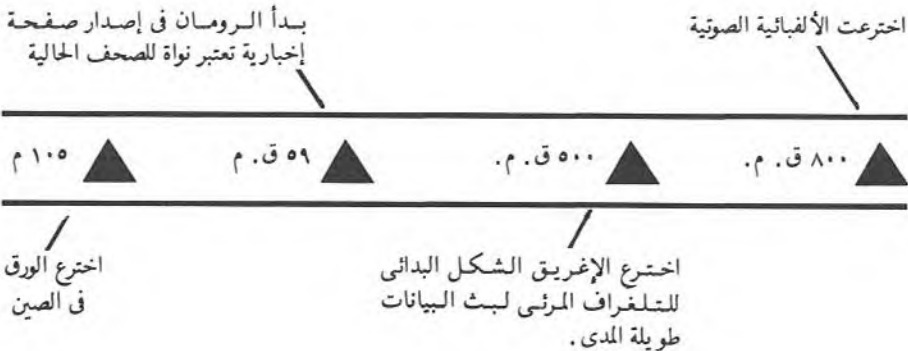 اخترعت الألفبائية الصوتية
بدأ الرومان فى إصدار صفحة
إخبارية تعتبر نواة للصحف الحالية
٨٠٠ ق. م.
٥٠٠ ق. م.
٥٩ ق. م
١٠٥ م
اخترع الإغريق الشكل البدائى
للتلغراف المرئى لبث البيانات
طويلة المدى.
اخترع الورق
فى الصين